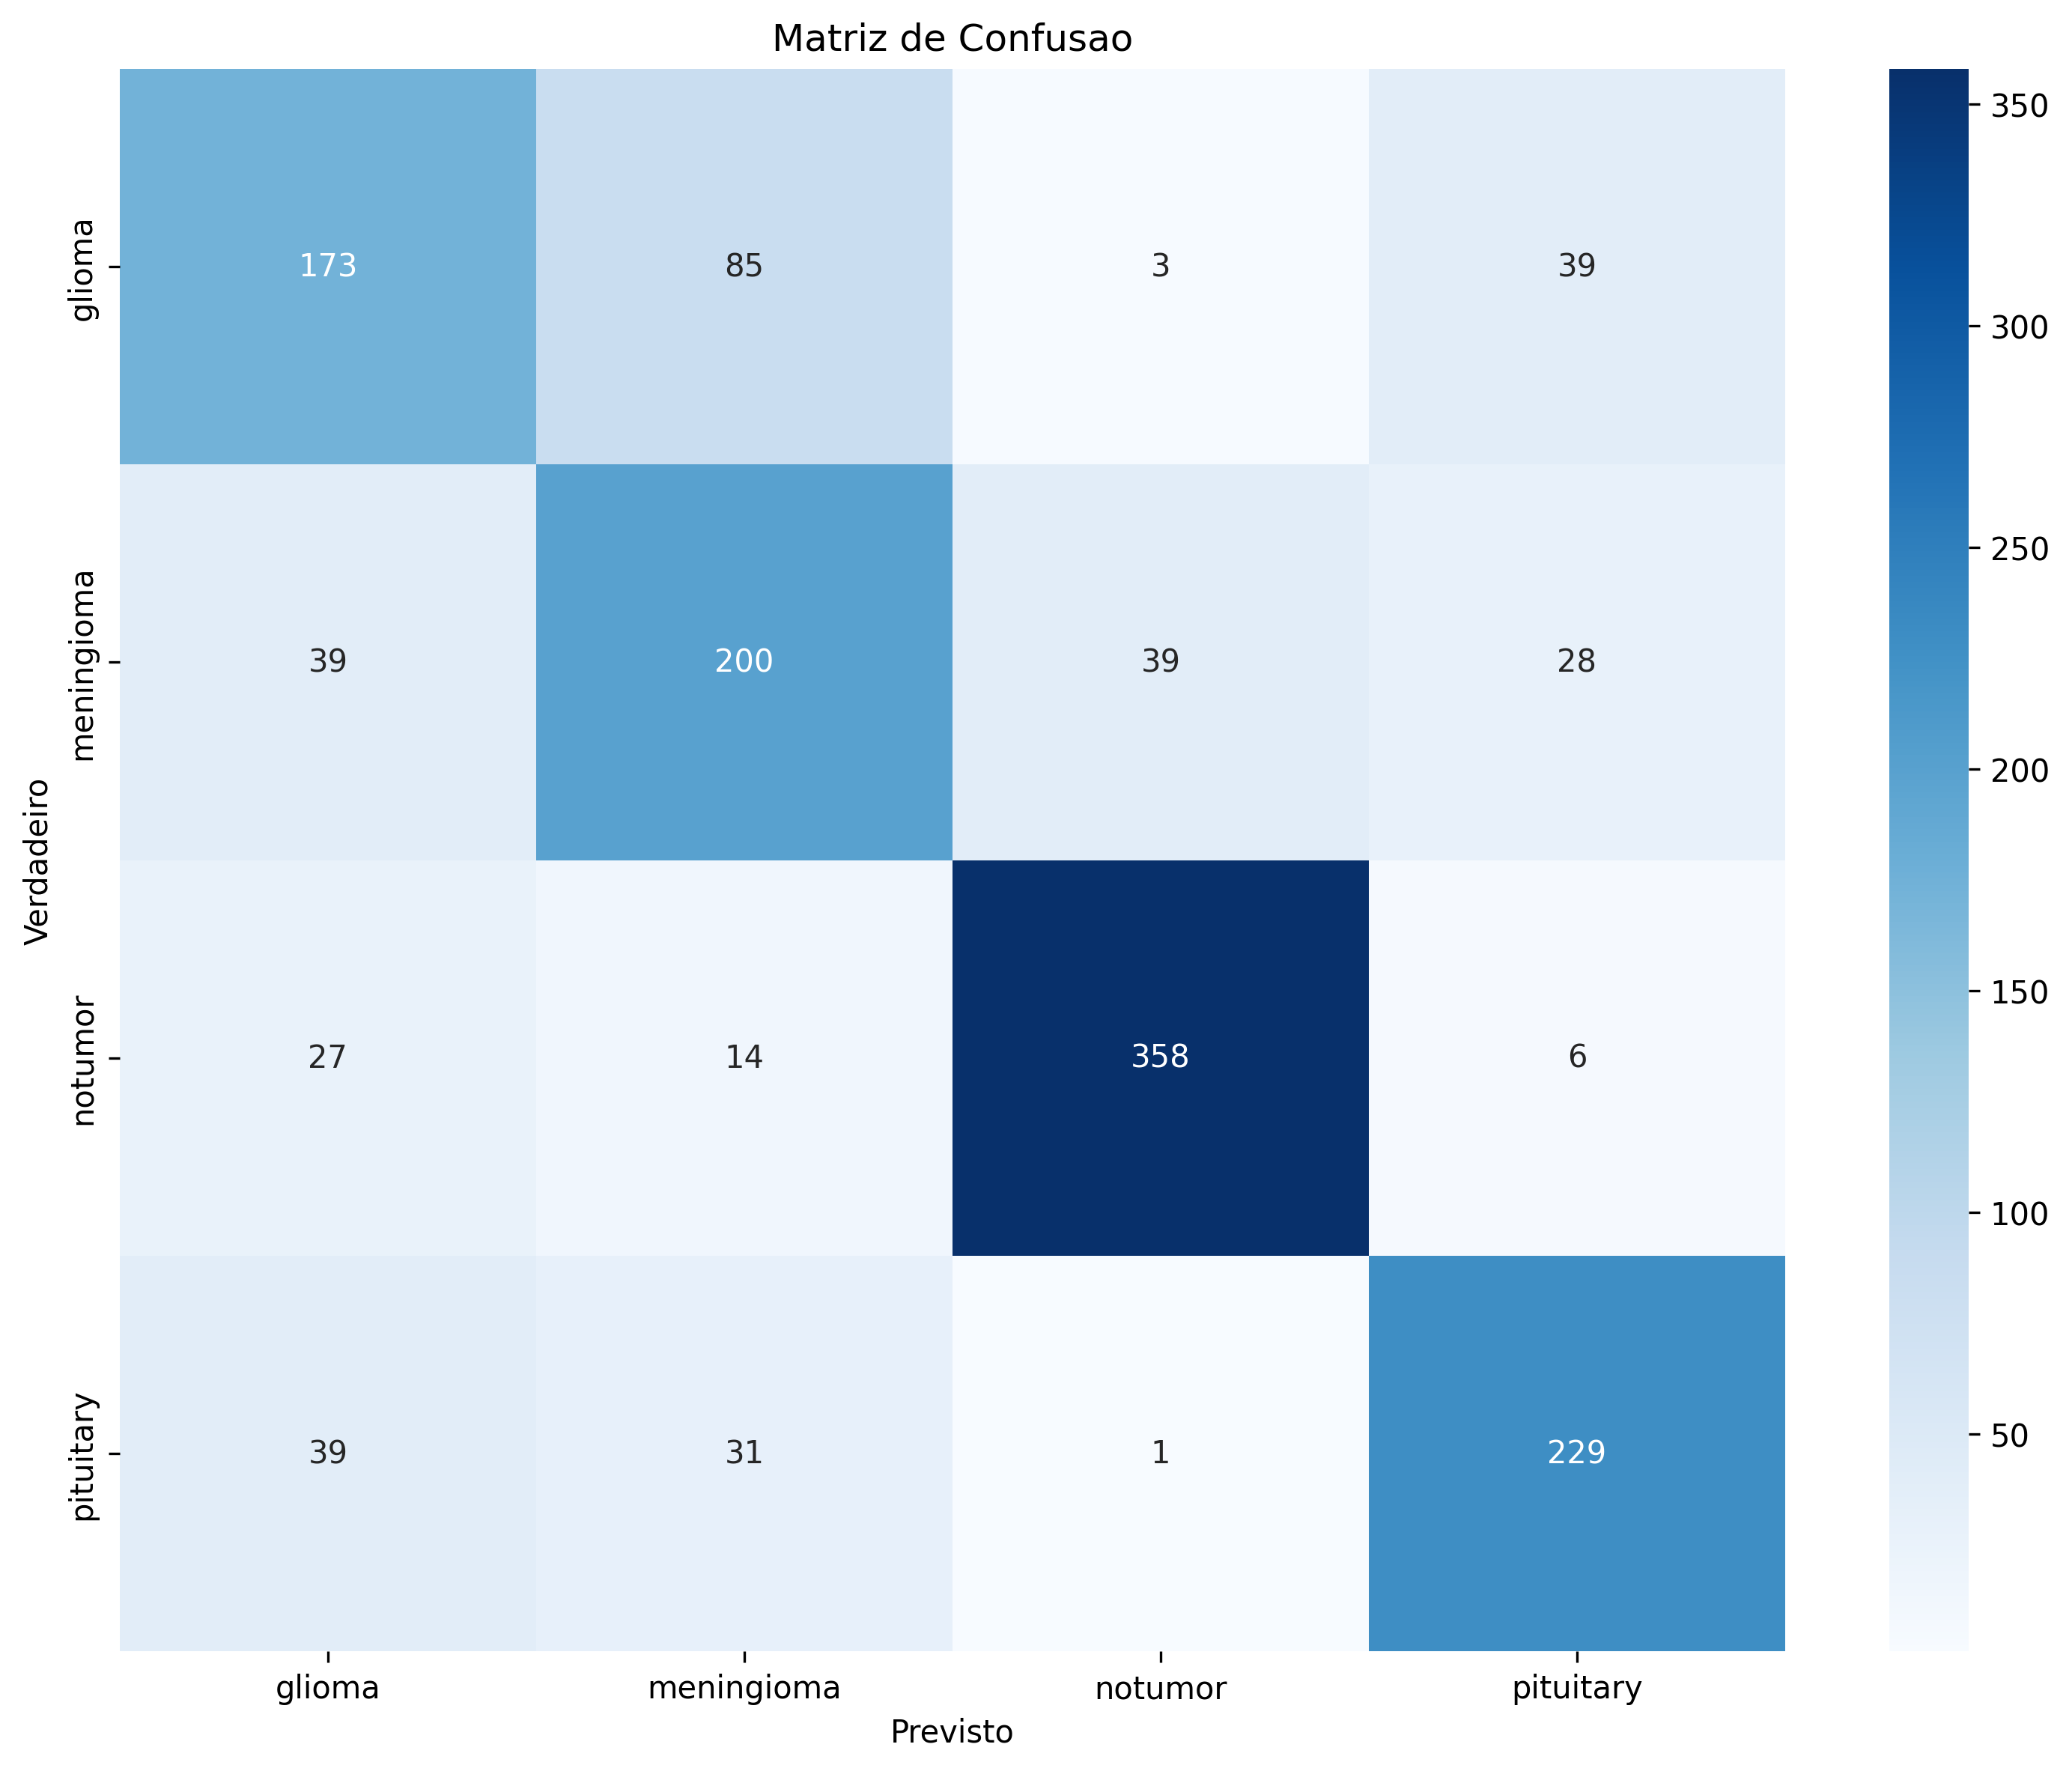 Matriz de Confusao
Verdadeiro
glioma
173 85 3 39
meningioma
39 200 39 28
notumor
27 14 358 6
pituitary
39 31 1 229
glioma meningioma notumor pituitary
Previsto
350
300
250
200
150
100
50